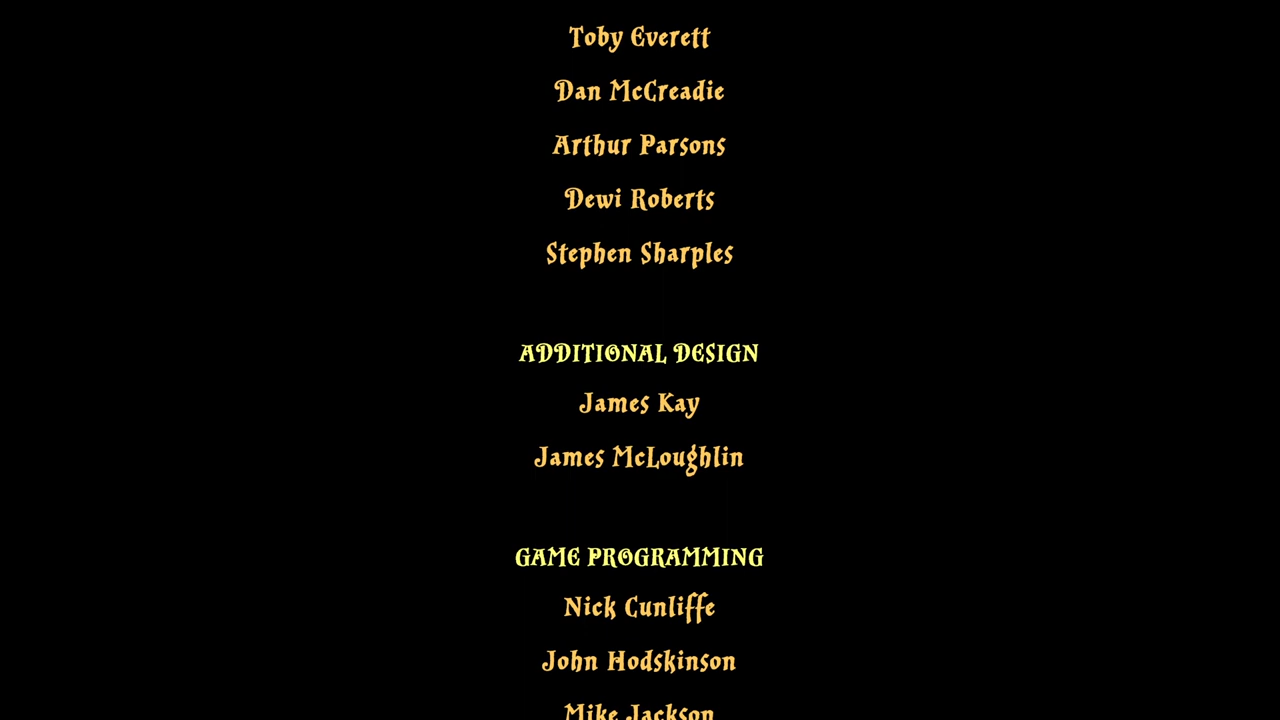 Toby Everett
Dan McCreadie
Arthur Parsons
Dewi Roberts
Stephen Sharples
ADDITIONAL DESIGN
James Kay
James McLoughlin
GAME PROGRAMMING
Nick Cunliffe
John Hodskinson
Mike Jackson